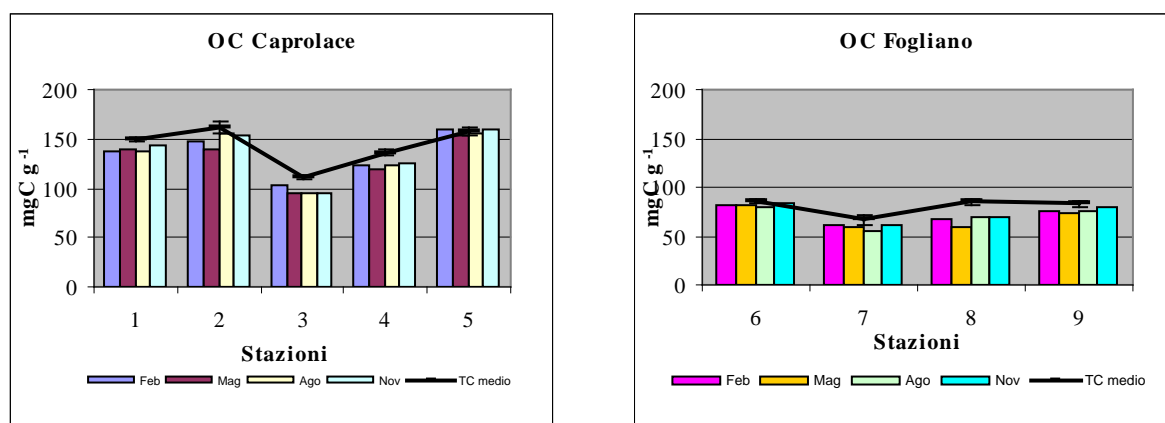 OC Caprolace
mgC g -1
200
150
100
50
0
1 2 3 4 5
Stazioni
Feb Mag Ago Nov TC medio
OC Fogliano
mgC g -1
200
150
100
50
0
6 7 8 9
Stazioni
Feb Mag Ago Nov TC medio